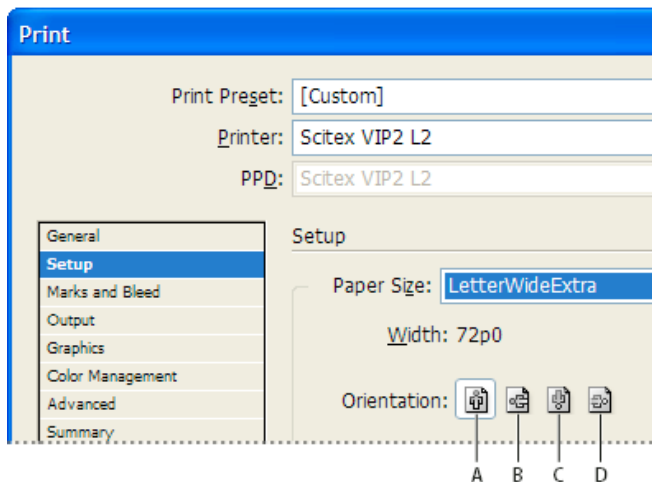 Print
Print Preset: [Custom]
Printer: Scitex VIP2 L2
PPD: Scitex VIP2 L2
General
Setup
Marks and Bleed
Output
Graphics
Color Management
Advanced
Summary
Setup
Paper Size: LetterWideExtra
Width: 72p0
Orientation:
A B C D